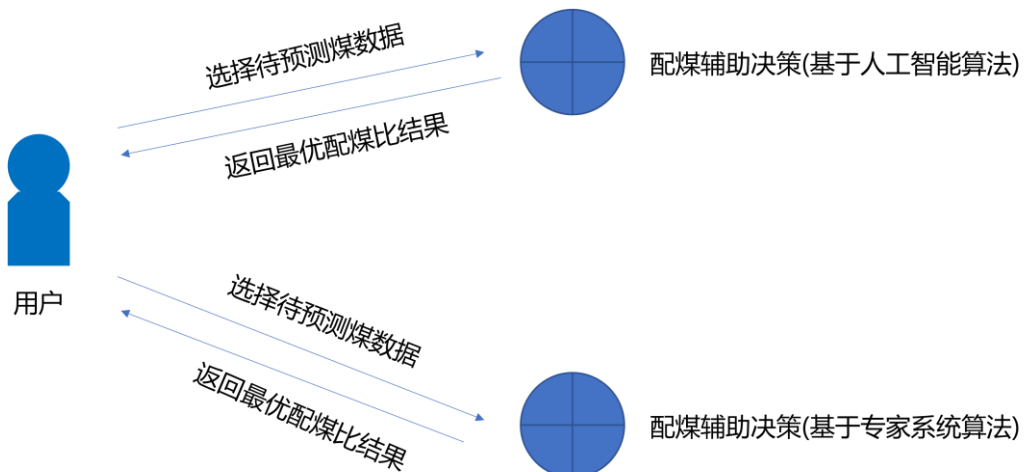 选择待预测煤数据
配煤辅助决策(基于人工智能算法)
返回最优配煤比结果
用户
选择待预测煤数据
返回最优配煤比结果
配煤辅助决策(基于专家系统算法)